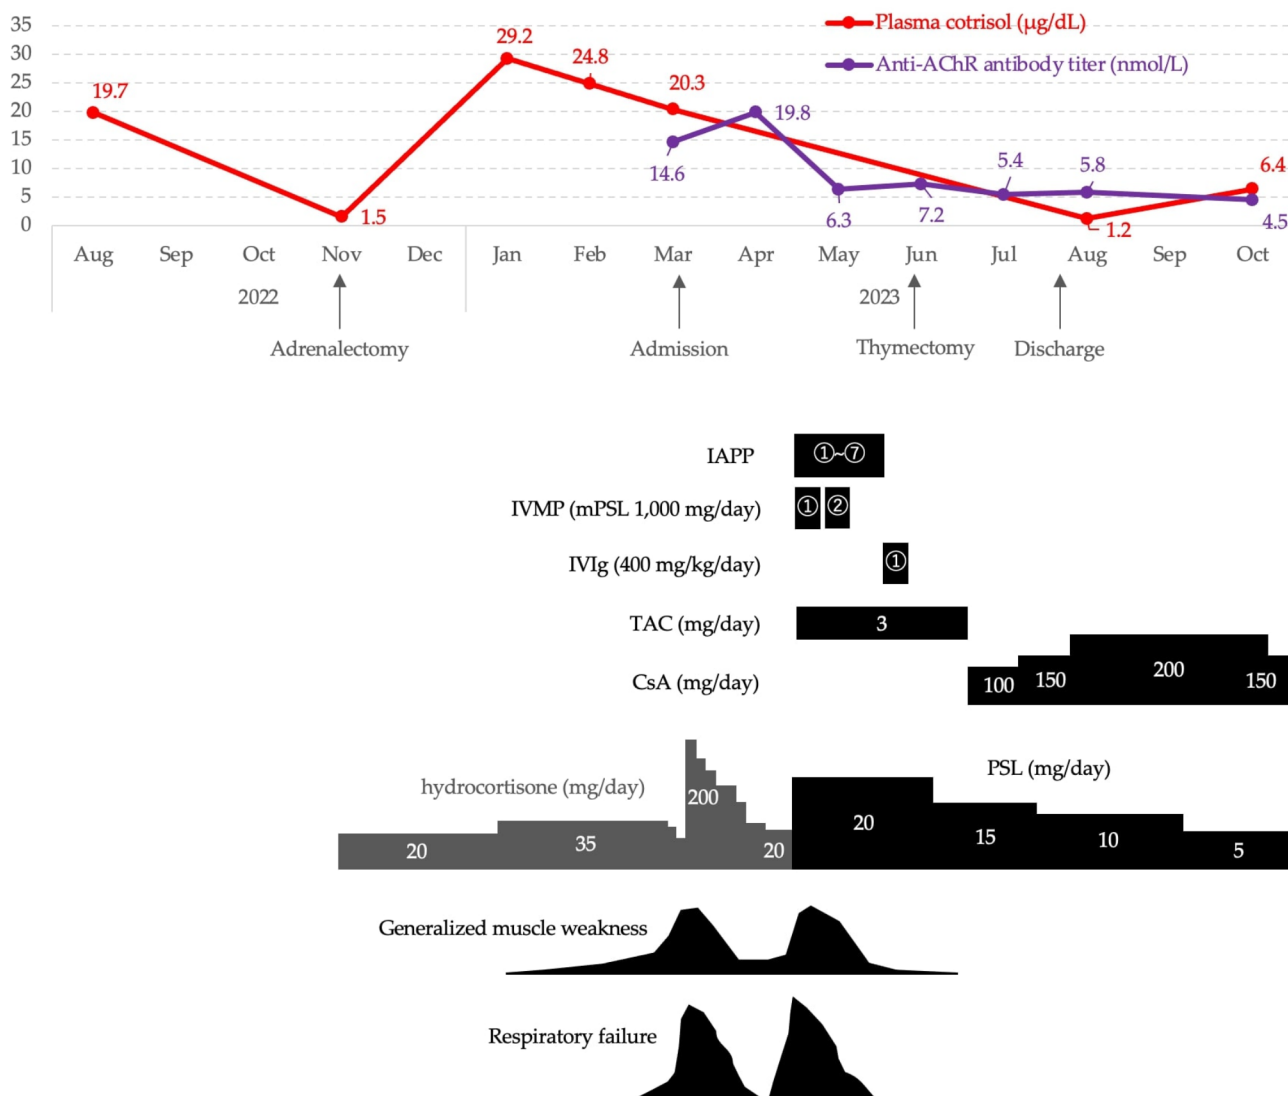 35
30
25
20
15
10
5
0
Plasma cotrisol (µg/dL)
Anti-AChR antibody titer (nmol/L)
19.7
1.5
29.2
24.8
20.3
14.6
19.8
6.3
7.2
5.4
5.8
1.2
6.4
4.5
Aug Sep Oct Nov Dec Jan Feb Mar Apr May Jun Jul Aug Sep Oct
2022 2023
Adrenalectomy Admission Thymectomy Discharge
IAPP ①~⑦
IVMP (mPSL 1,000 mg/day) ① ②
IVIg (400 mg/kg/day) ①
TAC (mg/day) 3
CsA (mg/day) 100 150 200 150
hydrocortisone (mg/day) PSL (mg/day)
20 35 200 20 20 15 10 5
Generalized muscle weakness
Respiratory failure